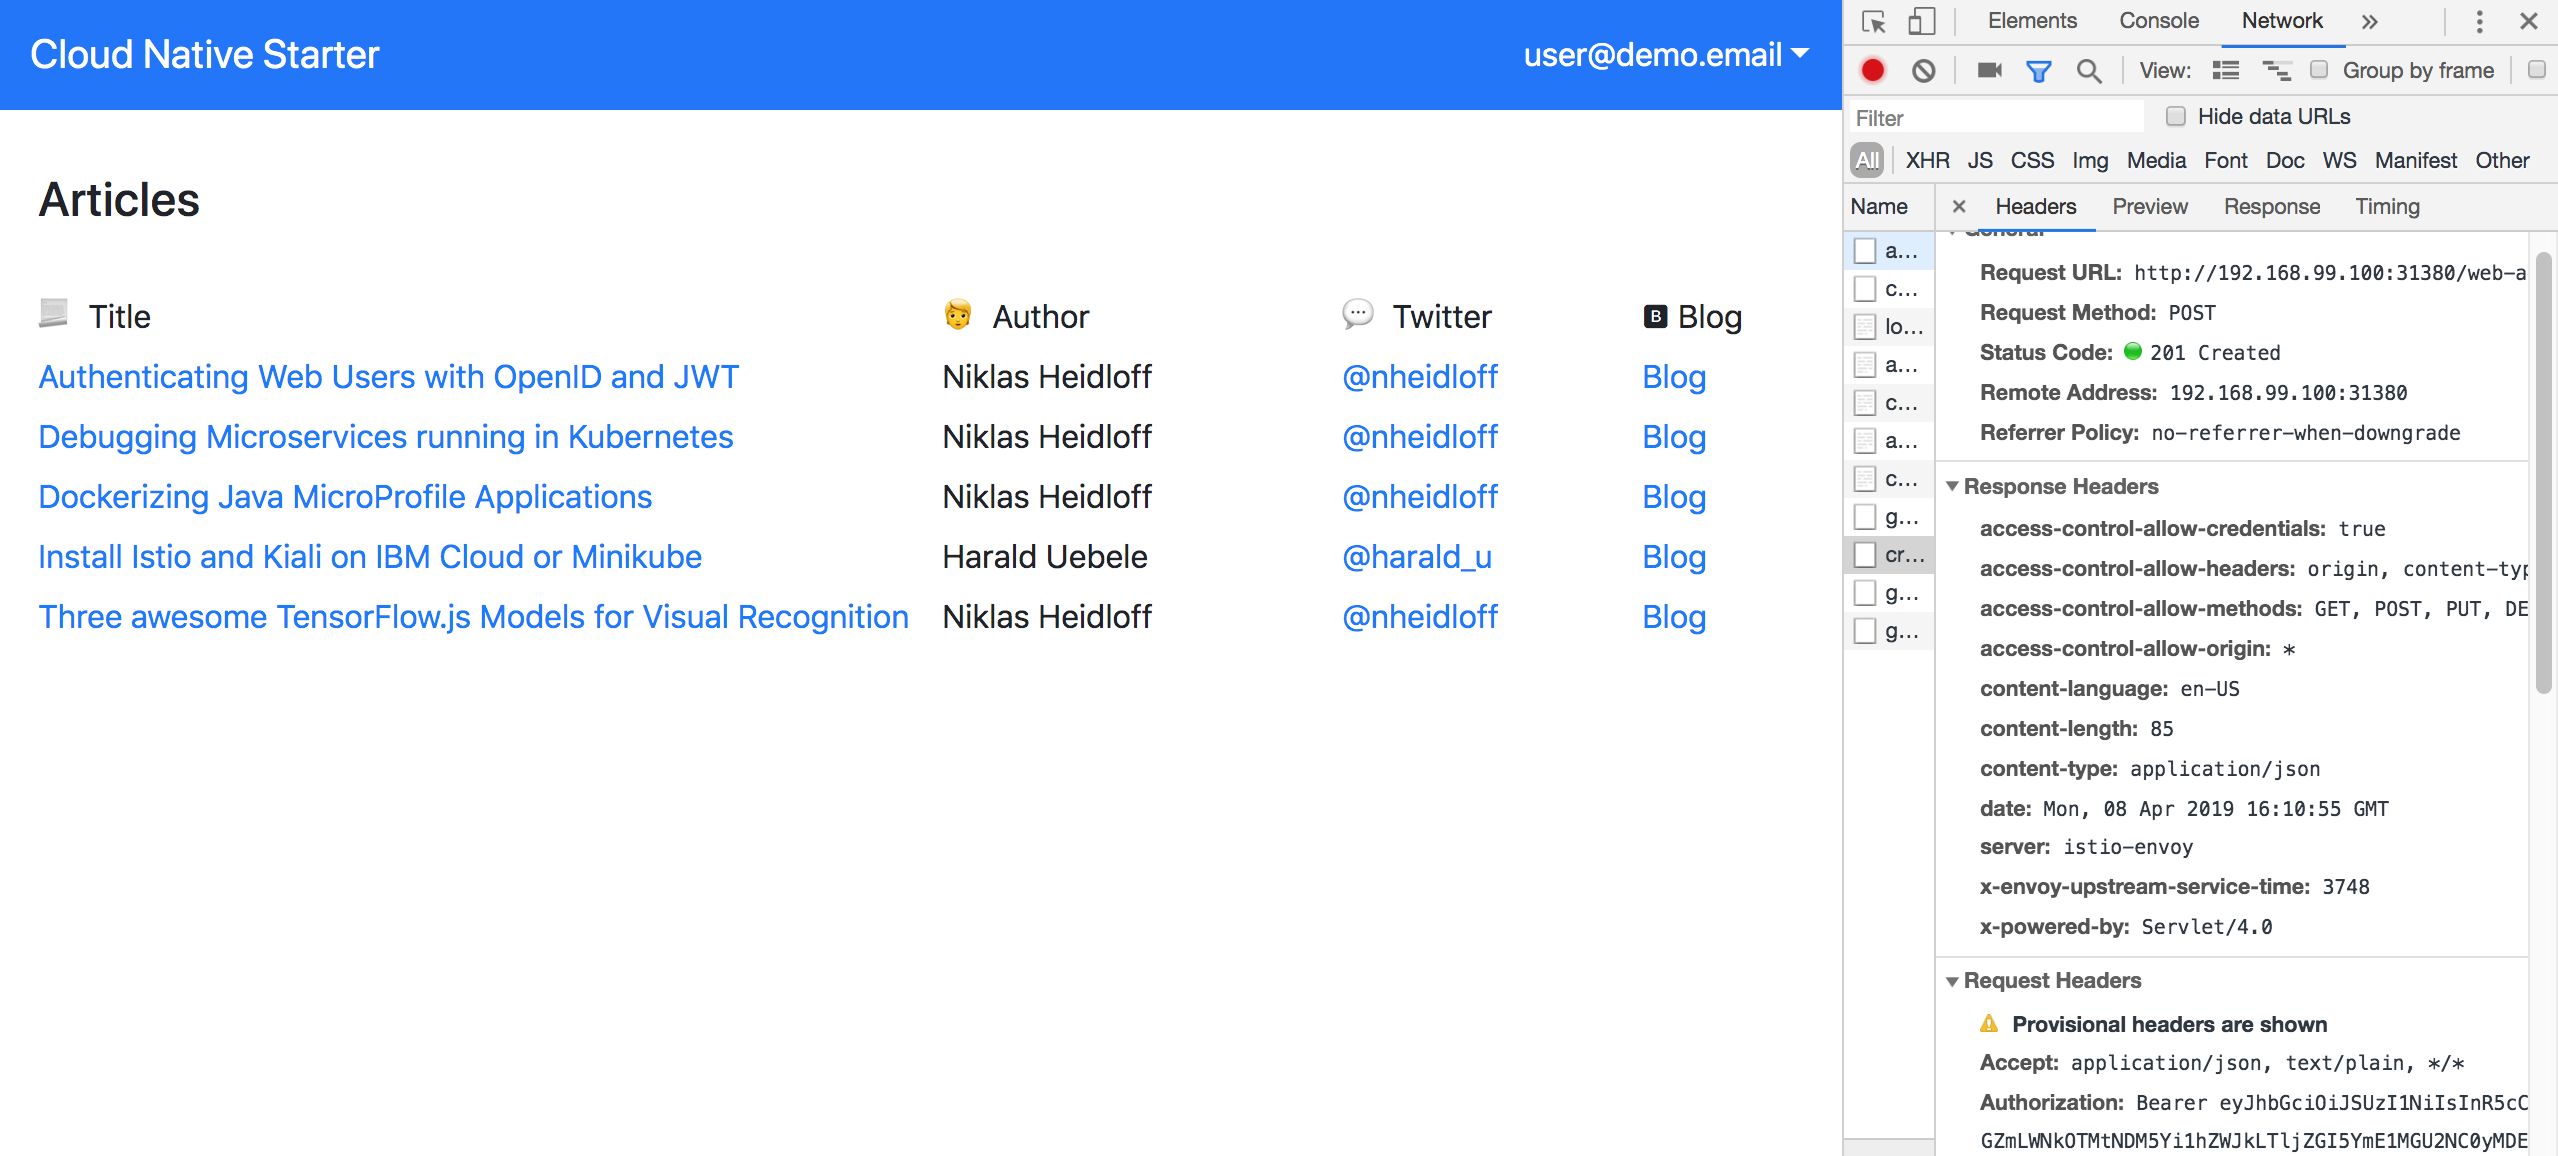 Cloud Native Starter
user@demo.email
Articles
Title Author Twitter B Blog
Authenticating Web Users with OpenID and JWT Niklas Heidloff @nheidloff Blog
Debugging Microservices running in Kubernetes Niklas Heidloff @nheidloff Blog
Dockerizing Java MicroProfile Applications Niklas Heidloff @nheidloff Blog
Install Istio and Kiali on IBM Cloud or Minikube Harald Uebele @harald_u Blog
Three awesome TensorFlow.js Models for Visual Recognition Niklas Heidloff @nheidloff Blog
Elements Console Network »
View: Group by frame
Filter Hide data URLs
All XHR JS CSS Img Media Font Doc WS Manifest Other
Name × Headers Preview Response Timing
a...
c...
lo...
a...
c...
a...
c...
g...
cr...
g...
g...
General
Request URL: http://192.168.99.100:31380/web-a
Request Method: POST
Status Code: 201 Created
Remote Address: 192.168.99.100:31380
Referrer Policy: no-referrer-when-downgrade
Response Headers
access-control-allow-credentials: true
access-control-allow-headers: origin, content-typ
access-control-allow-methods: GET, POST, PUT, DE
access-control-allow-origin: *
content-language: en-US
content-length: 85
content-type: application/json
date: Mon, 08 Apr 2019 16:10:55 GMT
server: istio-envoy
x-envoy-upstream-service-time: 3748
x-powered-by: Servlet/4.0
Request Headers
Provisional headers are shown
Accept: application/json, text/plain, */*
Authorization: Bearer eyJhbGciOiJSUzI1NiIsInR5cC
GZmLWNkOTMtNDM5Yi1hZWJkLTljZGI5YmE1MGU2NC0yMDE